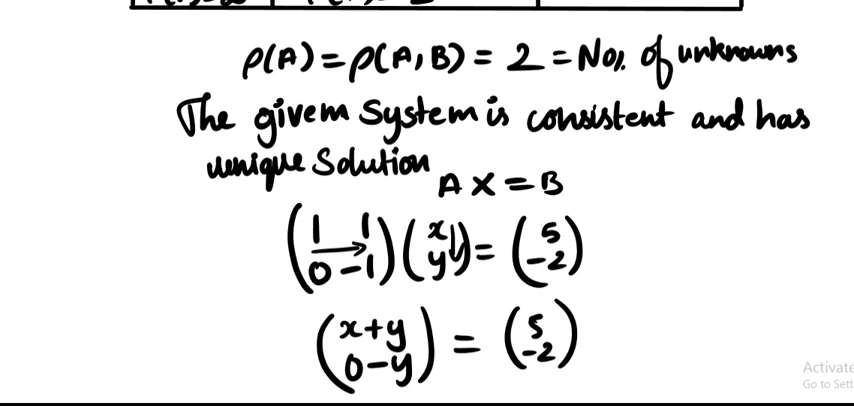 ρ(A) = ρ(A, B) = 2 = No. of unknowns
The givem System is consistent and has
unique Solution
A X = B
(1 1
0 -1) (x
y) = (5
-2)
(x+y
0-y) = (5
-2)
Activate
Go to Sett